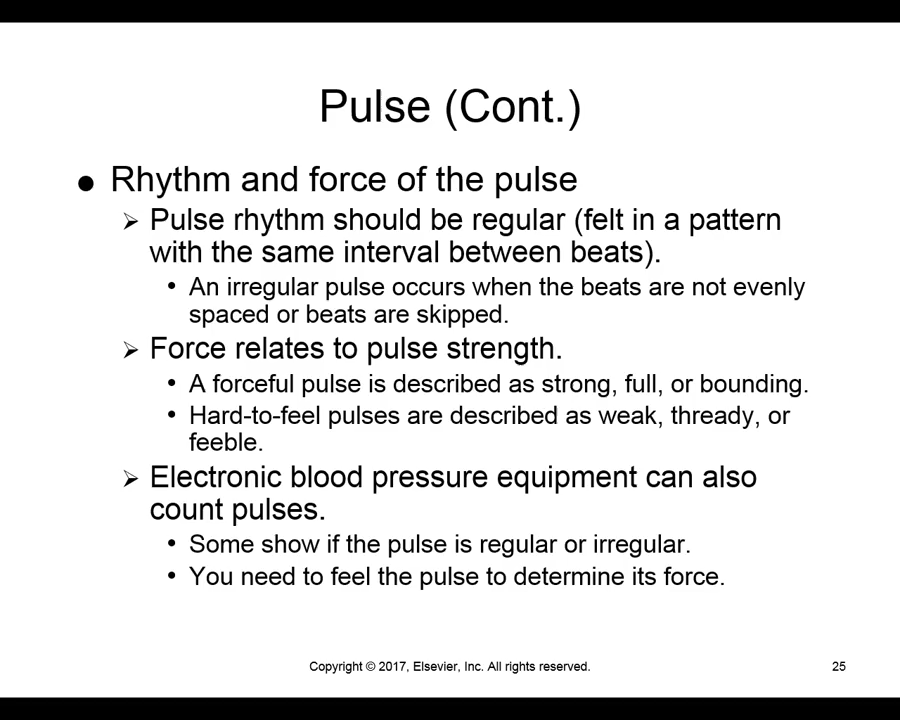 Pulse (Cont.)
● Rhythm and force of the pulse
➢ Pulse rhythm should be regular (felt in a pattern
with the same interval between beats).
• An irregular pulse occurs when the beats are not evenly
spaced or beats are skipped.
➢ Force relates to pulse strength.
• A forceful pulse is described as strong, full, or bounding.
• Hard-to-feel pulses are described as weak, thready, or
feeble.
➢ Electronic blood pressure equipment can also
count pulses.
• Some show if the pulse is regular or irregular.
• You need to feel the pulse to determine its force.
Copyright © 2017, Elsevier, Inc. All rights reserved.
25